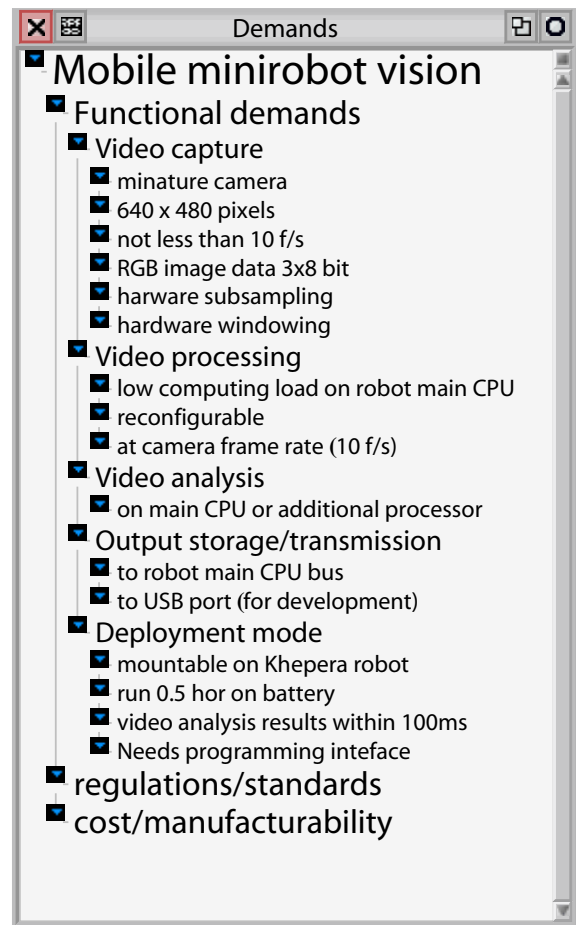 Demands
Mobile minirobot vision
Functional demands
Video capture
minature camera
640 x 480 pixels
not less than 10 f/s
RGB image data 3x8 bit
harware subsampling
hardware windowing
Video processing
low computing load on robot main CPU
reconfigurable
at camera frame rate (10 f/s)
Video analysis
on main CPU or additional processor
Output storage/transmission
to robot main CPU bus
to USB port (for development)
Deployment mode
mountable on Khepera robot
run 0.5 hor on battery
video analysis results within 100ms
Needs programming inteface
regulations/standards
cost/manufacturability